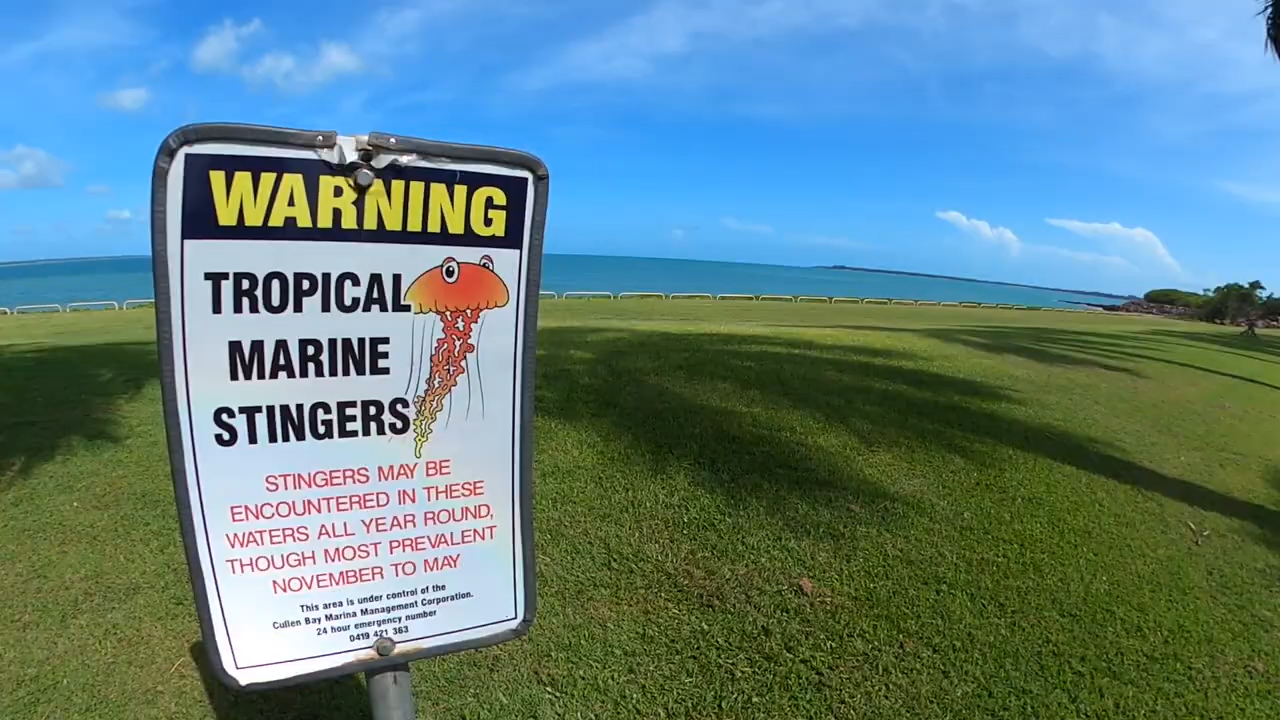 WARNING
TROPICAL
MARINE
STINGERS
STINGERS MAY BE
ENCOUNTERED IN THESE
WATERS ALL YEAR ROUND,
THOUGH MOST PREVALENT
NOVEMBER TO MAY
This area is under control of the
Cullen Bay Marina Management Corporation.
24 hour emergency number
0419 421 363